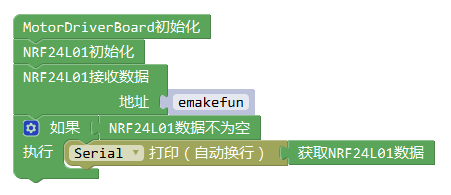 MotorDriverBoard初始化
NRF24L01初始化
NRF24L01接收数据
地址 emakefun
如果 NRF24L01数据不为空
执行 Serial 打印（自动换行） 获取NRF24L01数据